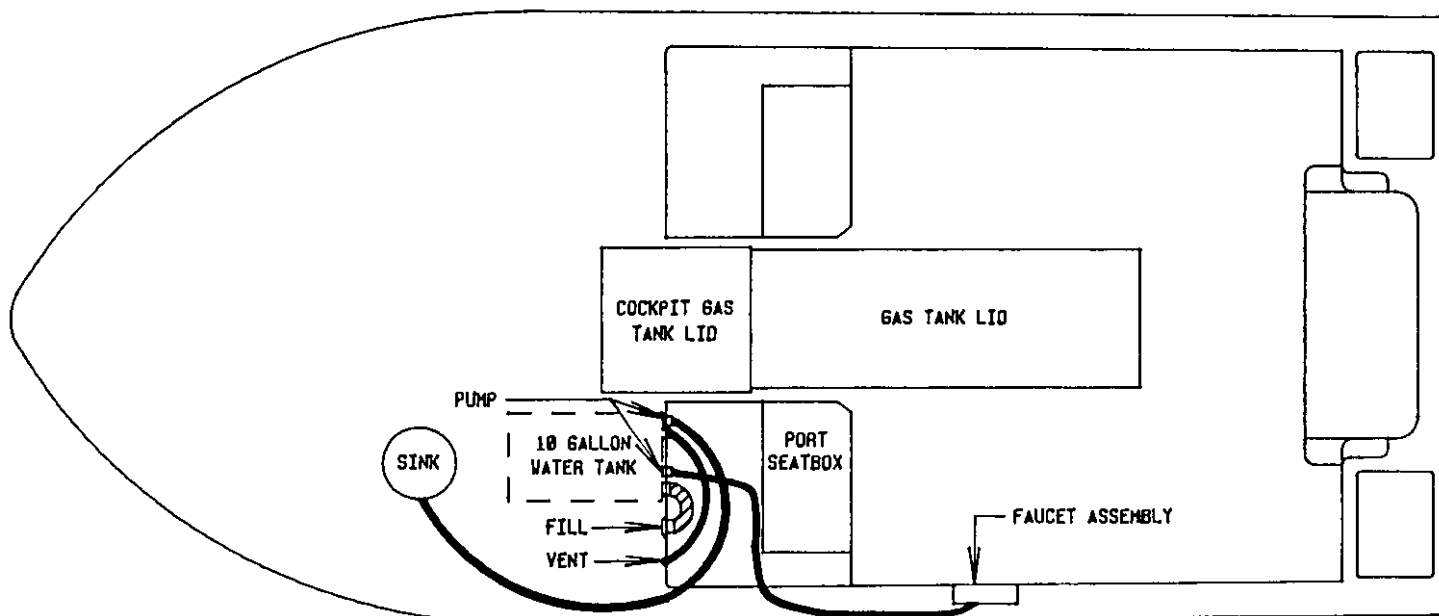 COCKPIT GAS
TANK LID
GAS TANK LID
PUMP
10 GALLON
WATER TANK
SINK
PORT
SEATBOX
FILL
VENT
FAUCET ASSEMBLY